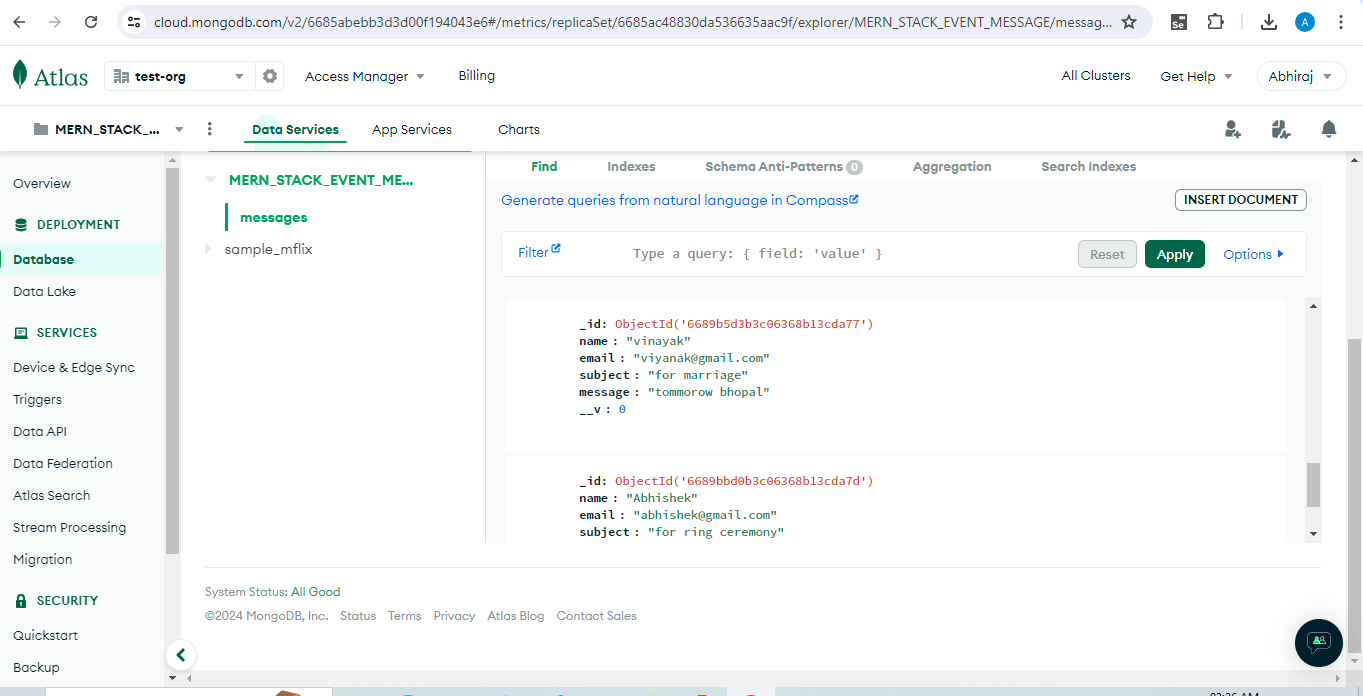 cloud.mongodb.com/v2/6685abebb3d3d00f194043e6#/metrics/replicaSet/6685ac48830da536635aac9f/explorer/MERN_STACK_EVENT_MESSAGE/messag...
Se
A
Atlas
test-org
Access Manager
Billing
All Clusters
Get Help
Abhiraj
MERN_STACK_...
Data Services
App Services
Charts
Overview
DEPLOYMENT
Database
Data Lake
SERVICES
Device & Edge Sync
Triggers
Data API
Data Federation
Atlas Search
Stream Processing
Migration
SECURITY
Quickstart
Backup
MERN_STACK_EVENT_ME...
messages
sample_mflix
Find
Indexes
Schema Anti-Patterns 0
Aggregation
Search Indexes
Generate queries from natural language in Compass
INSERT DOCUMENT
Filter
Type a query: { field: 'value' }
Reset
Apply
Options
_id: ObjectId('6689b5d3b3c06368b13cda77')
name : "vinayak"
email : "viyanak@gmail.com"
subject : "for marriage"
message : "tommorow bhopal"
__v : 0
_id: ObjectId('6689bbd0b3c06368b13cda7d')
name : "Abhishek"
email : "abhishek@gmail.com"
subject : "for ring ceremony"
System Status: All Good
©2024 MongoDB, Inc.
Status
Terms
Privacy
Atlas Blog
Contact Sales